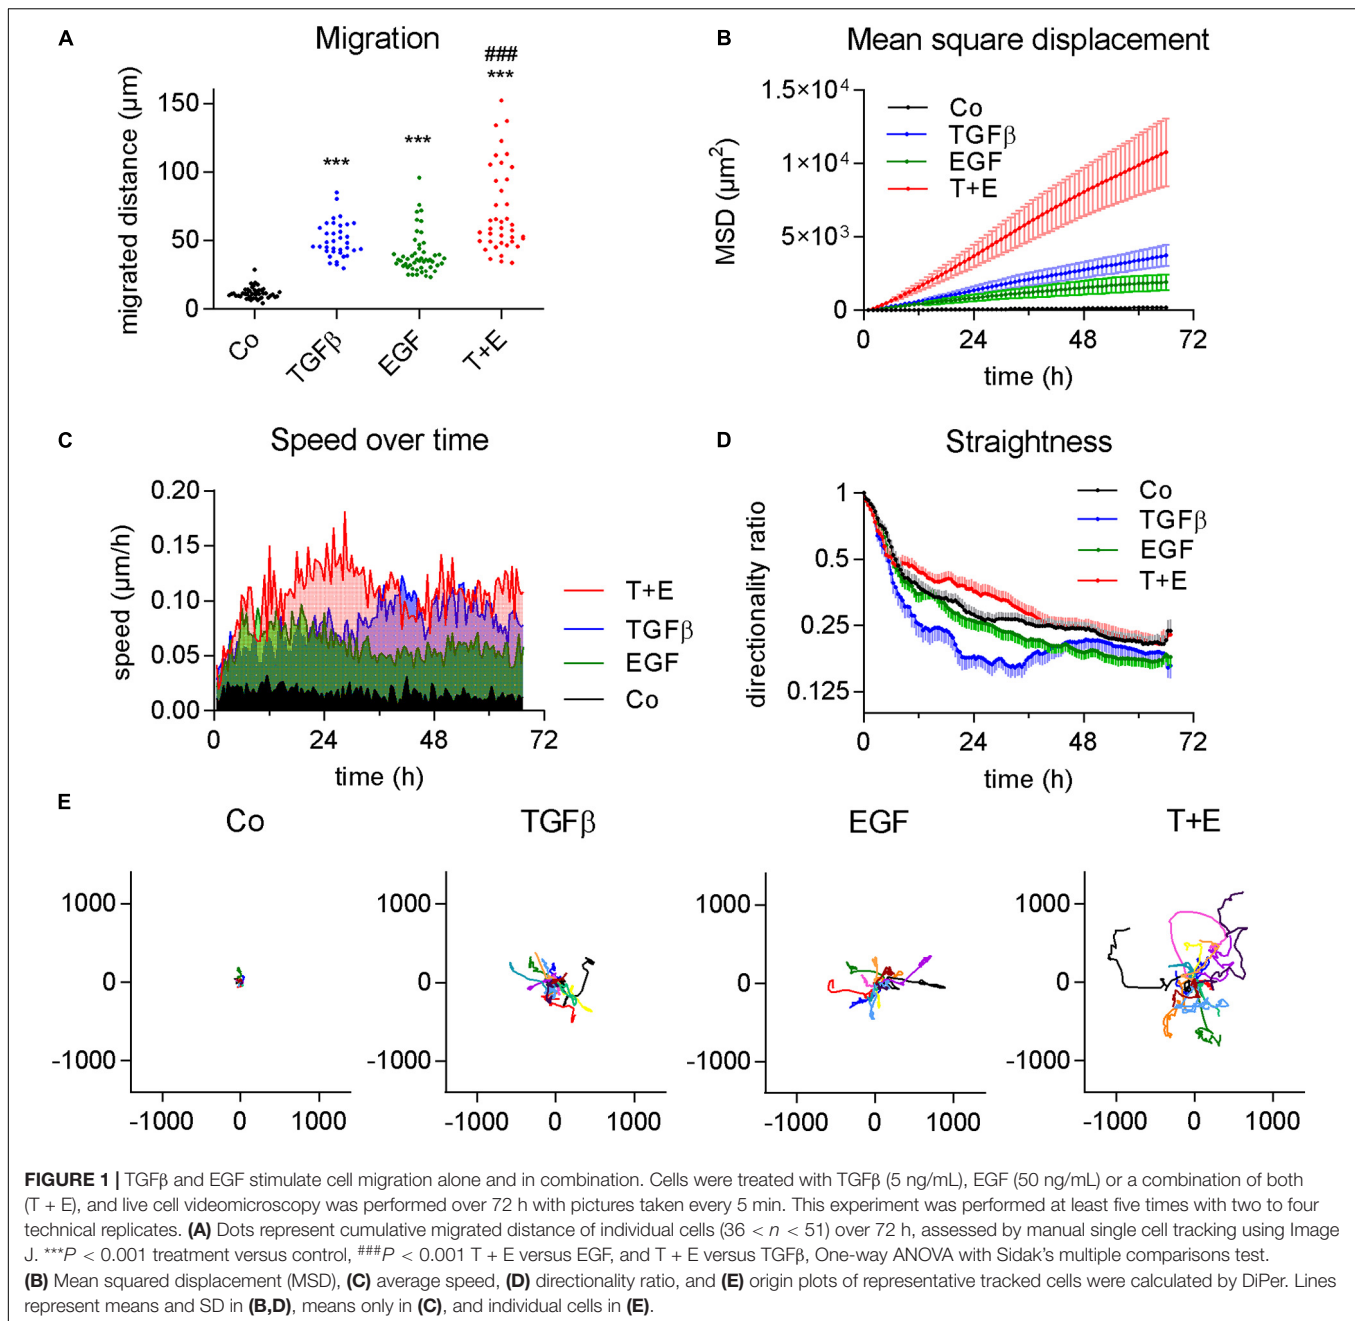 A
Migration
migrated distance (µm)
150
100
50
0
***
***
###
***
Co
TGFβ
EGF
T+E
B
Mean square displacement
MSD (µm²)
1.5×10⁴
1×10⁴
5×10³
0
Co
TGFβ
EGF
T+E
0 24 48 72
time (h)
C
Speed over time
speed (µm/h)
0.20
0.15
0.10
0.05
0.00
T+E
TGFβ
EGF
Co
0 24 48 72
time (h)
D
Straightness
directionality ratio
1
0.5
0.25
0.125
Co
TGFβ
EGF
T+E
0 24 48 72
time (h)
E
Co
1000
0
-1000
-1000 0 1000
TGFβ
1000
0
-1000
-1000 0 1000
EGF
1000
0
-1000
-1000 0 1000
T+E
1000
0
-1000
-1000 0 1000
FIGURE 1 | TGFβ and EGF stimulate cell migration alone and in combination. Cells were treated with TGFβ (5 ng/mL), EGF (50 ng/mL) or a combination of both
(T + E), and live cell videomicroscopy was performed over 72 h with pictures taken every 5 min. This experiment was performed at least five times with two to four
technical replicates. (A) Dots represent cumulative migrated distance of individual cells (36 < n < 51) over 72 h, assessed by manual single cell tracking using Image
J. ***P < 0.001 treatment versus control, ###P < 0.001 T + E versus EGF, and T + E versus TGFβ, One-way ANOVA with Sidak's multiple comparisons test.
(B) Mean squared displacement (MSD), (C) average speed, (D) directionality ratio, and (E) origin plots of representative tracked cells were calculated by DiPer. Lines
represent means and SD in (B,D), means only in (C), and individual cells in (E).